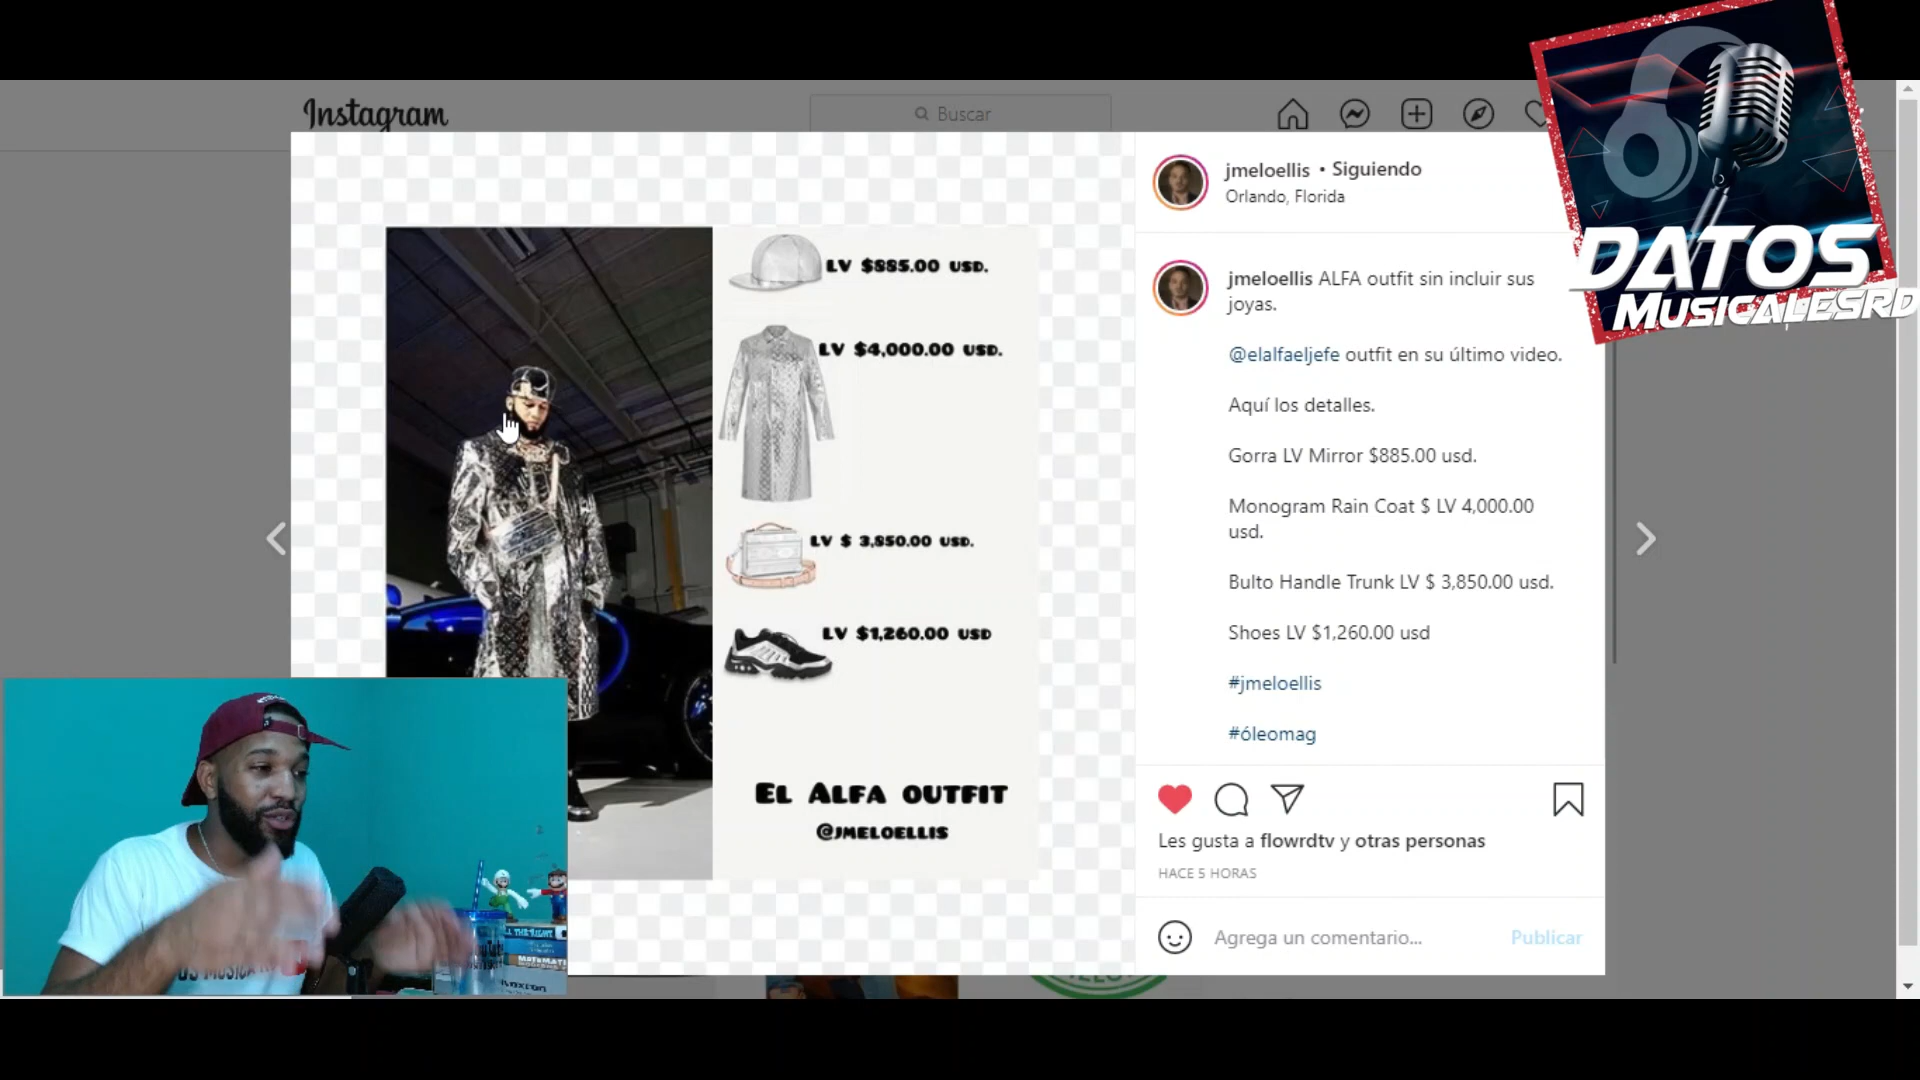 Instagram
Buscar
DATOS
MUSICALESRD
jmeloellis • Siguiendo
Orlando, Florida
LV $885.00 USD.
LV $4,000.00 USD.
LV $ 3,850.00 USD.
LV $1,260.00 USD
EL ALFA OUTFIT
@JMELOELLIS
jmeloellis ALFA outfit sin incluir sus
joyas.
@elalfaeljefe outfit en su último video.
Aquí los detalles.
Gorra LV Mirror $885.00 usd.
Monogram Rain Coat $ LV 4,000.00
usd.
Bulto Handle Trunk LV $ 3,850.00 usd.
Shoes LV $1,260.00 usd
#jmeloellis
#óleomag
Les gusta a flowrdtv y otras personas
HACE 5 HORAS
Agrega un comentario...
Publicar